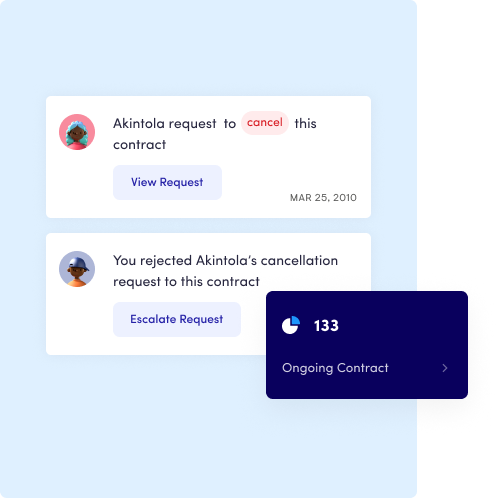 Akintola request to cancel this
contract
View Request
MAR 25, 2010
You rejected Akintola's cancellation
request to this contract
Escalate Request
133
Ongoing Contract